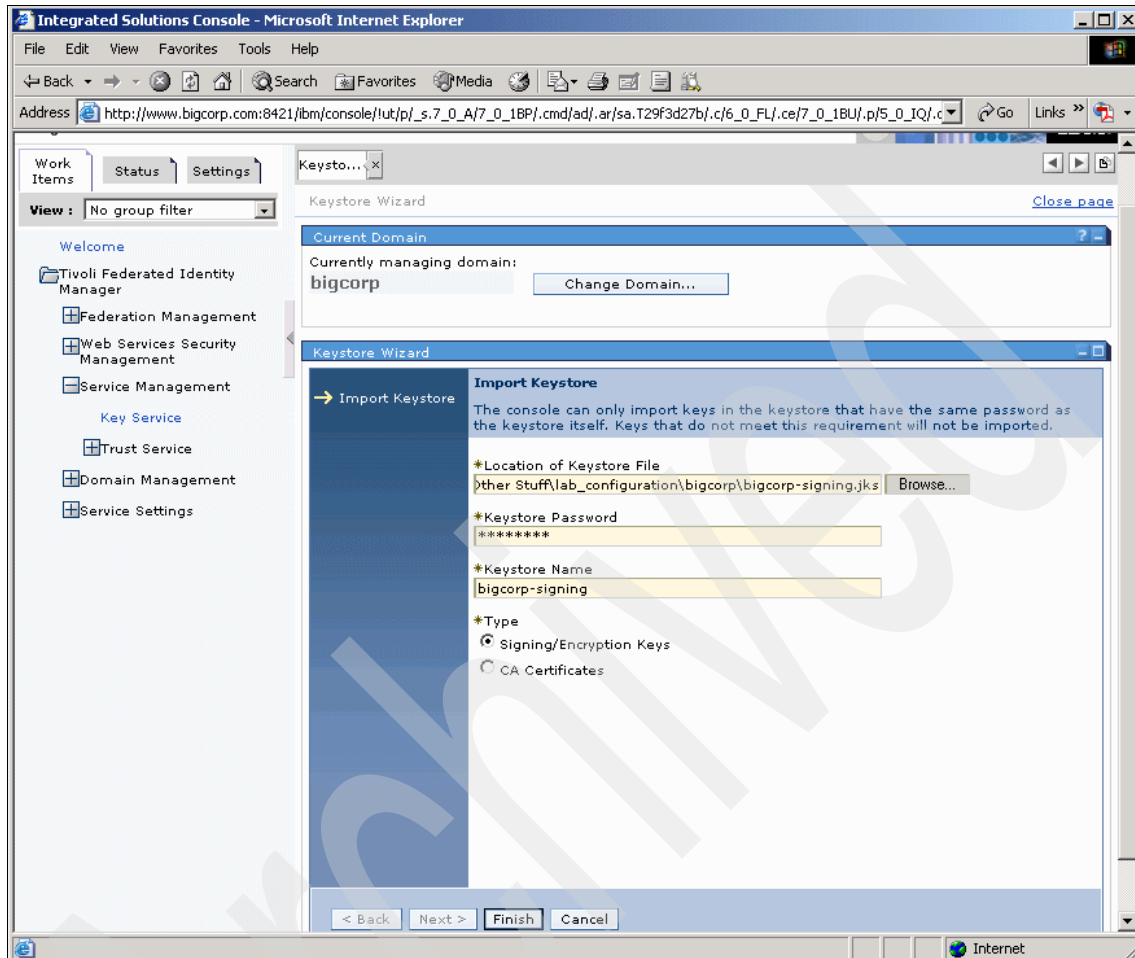 Integrated Solutions Console - Microsoft Internet Explorer
File Edit View Favorites Tools Help
Back Search Favorites Media
Address http://www.bigcorp.com:8421/ibm/console/!ut/p/_s.7_0_A/7_0_1BP/.cmd/ad/.ar/sa.T29f3d27b/.c/6_0_FL/.ce/7_0_1BU/.p/5_0_IQ/.c Go Links »
Work Items Status Settings
View : No group filter
Welcome
Tivoli Federated Identity
Manager
Federation Management
Web Services Security
Management
Service Management
Key Service
Trust Service
Domain Management
Service Settings
Keysto...
Keystore Wizard Close page
Current Domain
Currently managing domain:
bigcorp Change Domain...
Keystore Wizard
Import Keystore
Import Keystore
The console can only import keys in the keystore that have the same password as
the keystore itself. Keys that do not meet this requirement will not be imported.
*Location of Keystore File
Other Stuff\lab_configuration\bigcorp\bigcorp-signing.jks Browse...
*Keystore Password
********
*Keystore Name
bigcorp-signing
*Type
Signing/Encryption Keys
CA Certificates
< Back Next > Finish Cancel
Internet
Archived